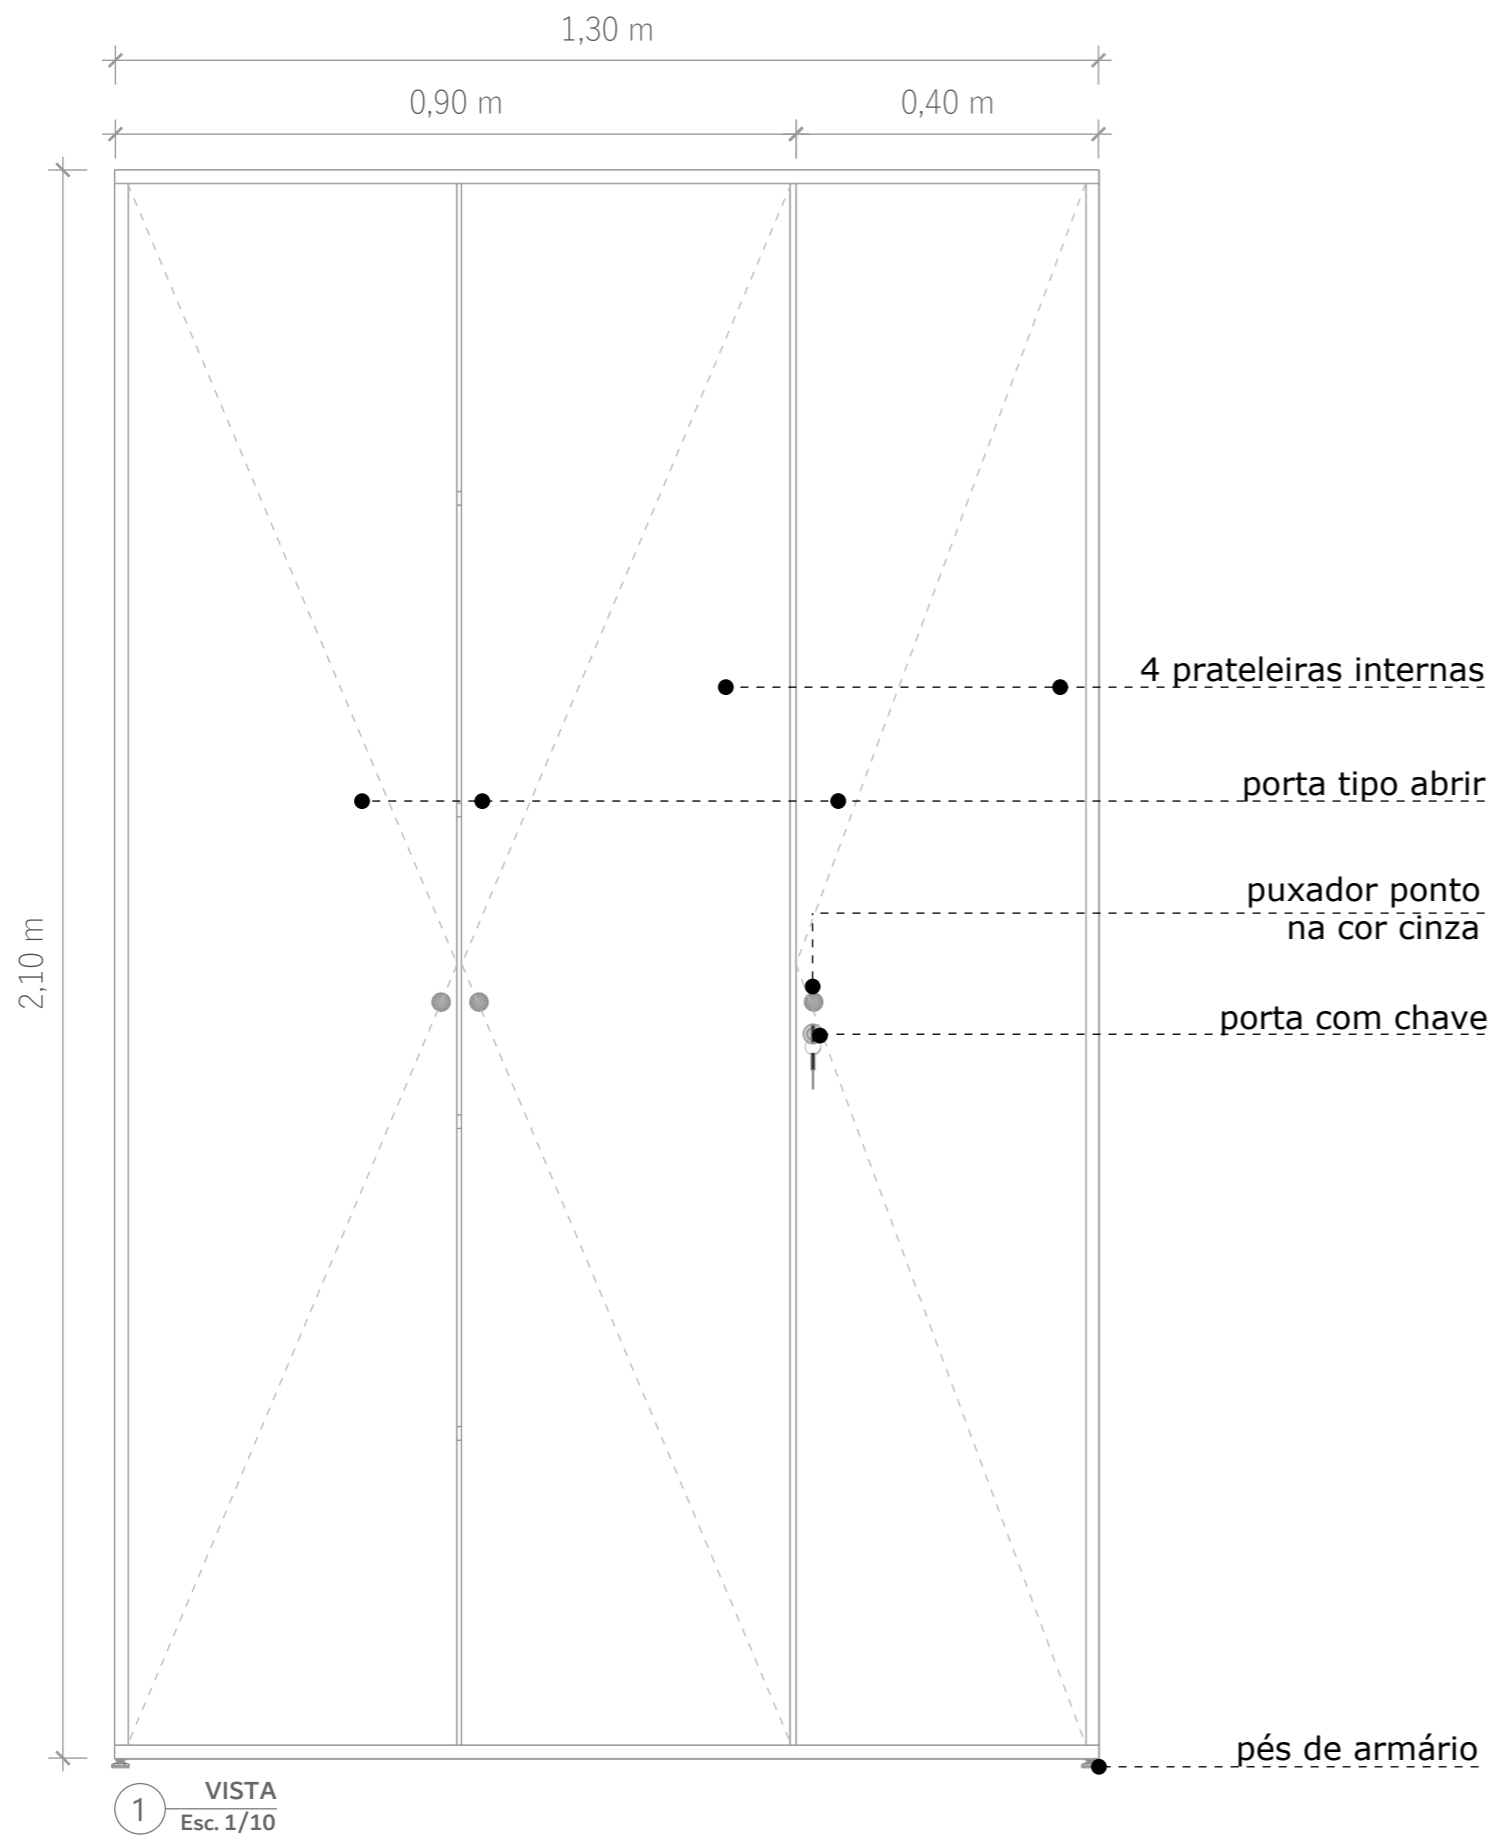 1,30 m
0,90 m
0,40 m
2,10 m
4 prateleiras internas
porta tipo abrir
puxador ponto
na cor cinza
porta com chave
pés de armário
1
VISTA
Esc. 1/10